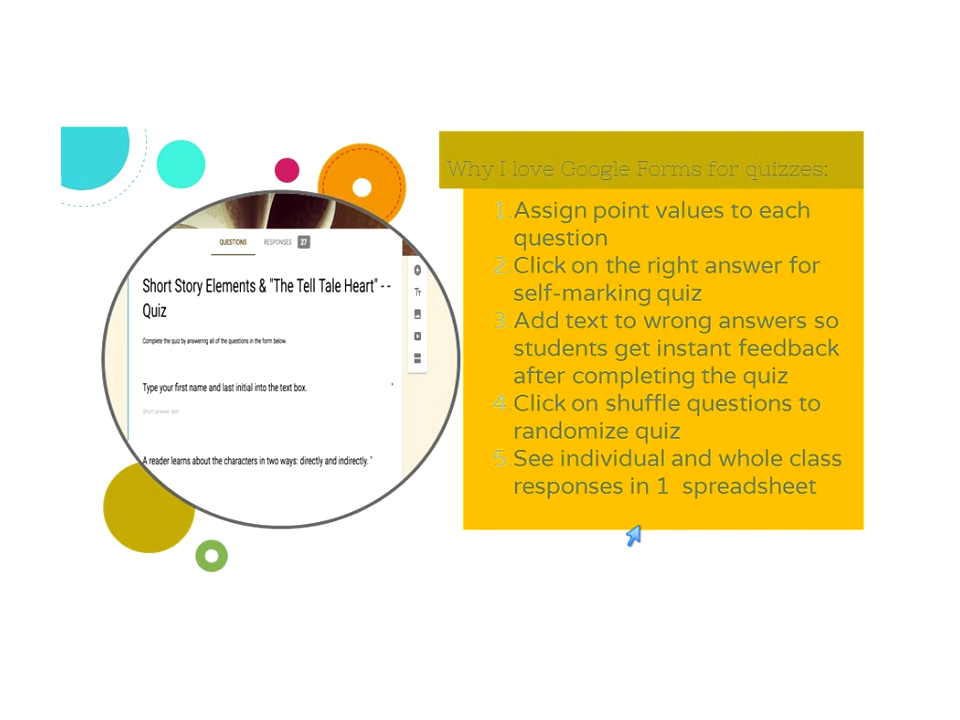 QUESTIONS RESPONSES 27
Short Story Elements & "The Tell Tale Heart" - -
Quiz
Complete the quiz by answering all of the questions in the form below.
Type your first name and last initial into the text box. *
Short answer text
A reader learns about the characters in two ways: directly and indirectly. *
Tт
Why I love Google Forms for quizzes:
1. Assign point values to each
question
2. Click on the right answer for
self-marking quiz
3. Add text to wrong answers so
students get instant feedback
after completing the quiz
4. Click on shuffle questions to
randomize quiz
5. See individual and whole class
responses in 1 spreadsheet